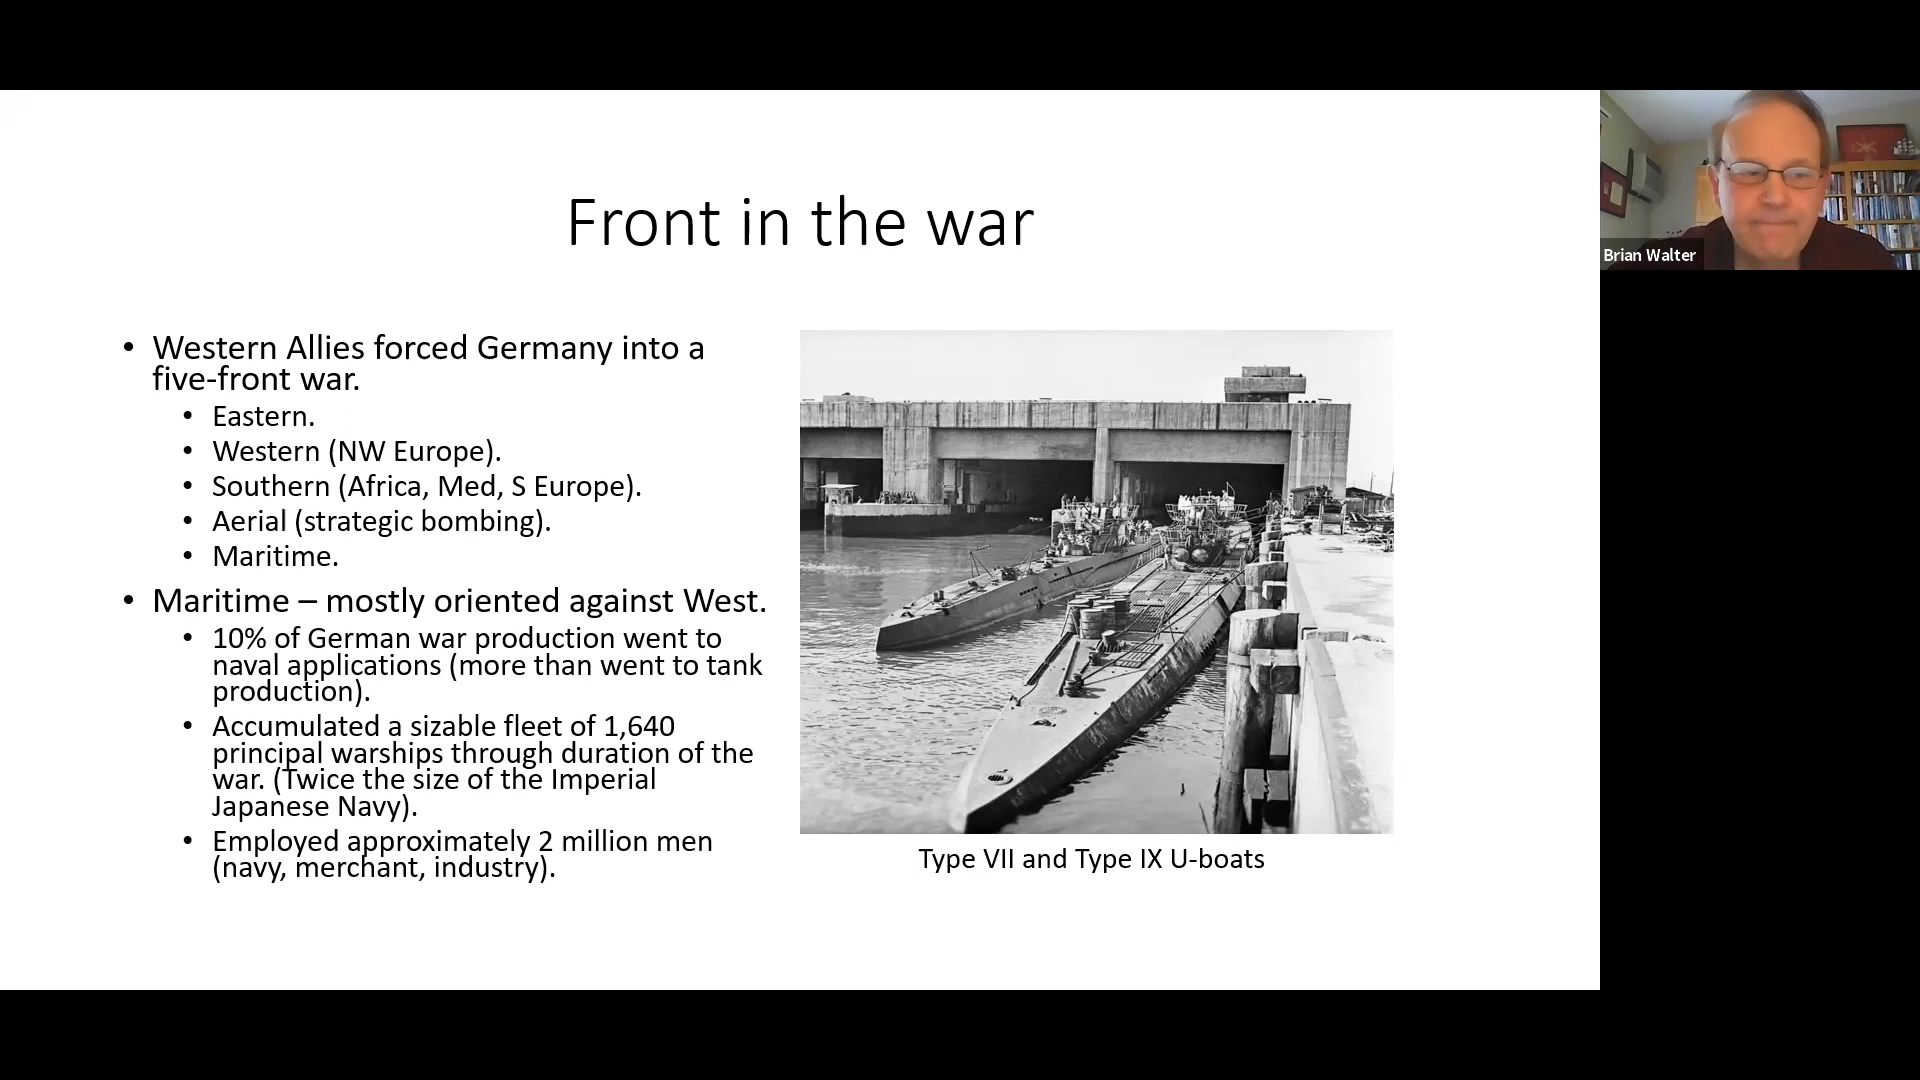 Front in the war
• Western Allies forced Germany into a
five-front war.
• Eastern.
• Western (NW Europe).
• Southern (Africa, Med, S Europe).
• Aerial (strategic bombing).
• Maritime.
• Maritime – mostly oriented against West.
• 10% of German war production went to
naval applications (more than went to tank
production).
• Accumulated a sizable fleet of 1,640
principal warships through duration of the
war. (Twice the size of the Imperial
Japanese Navy).
• Employed approximately 2 million men
(navy, merchant, industry).
Type VII and Type IX U-boats
Brian Walter